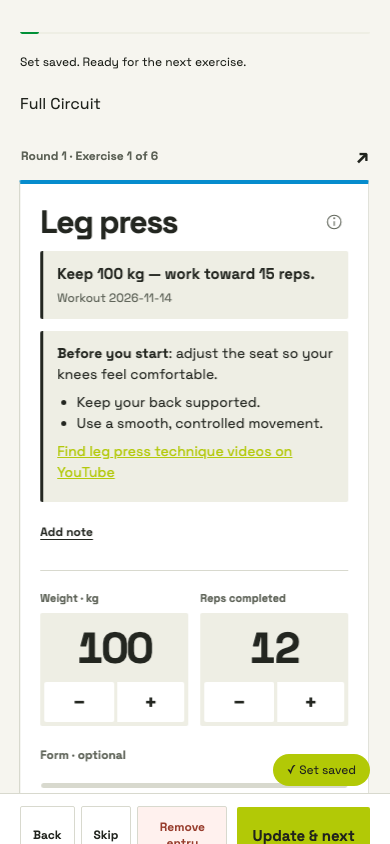 Set saved. Ready for the next exercise.
Full Circuit
Round 1 · Exercise 1 of 6
Leg press
Keep 100 kg — work toward 15 reps.
Workout 2026-11-14
Before you start: adjust the seat so your
knees feel comfortable.
• Keep your back supported.
• Use a smooth, controlled movement.
Find leg press technique videos on
YouTube
Add note
Weight · kg
Reps completed
100
12
− +
− +
Form · optional
✓ Set saved
Back
Skip
Remove
entry
Update & next